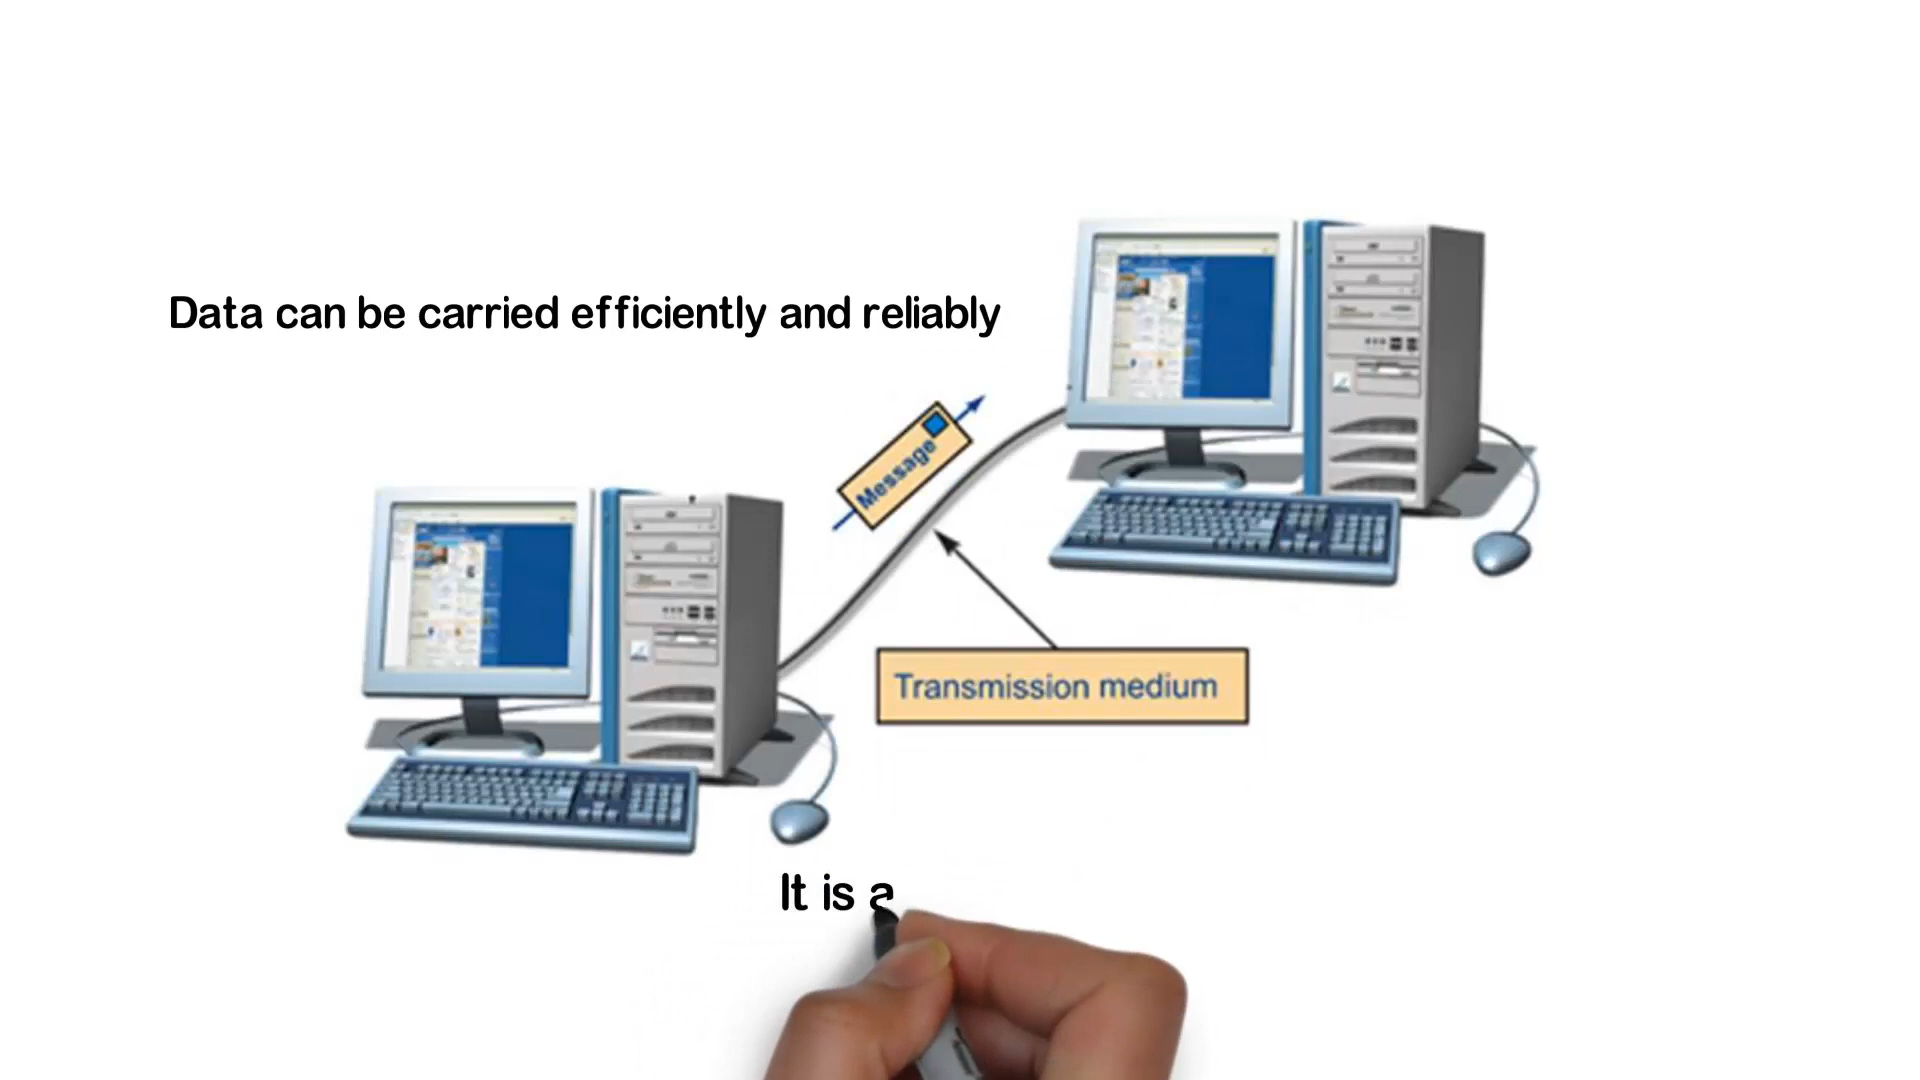 Data can be carried efficiently and reliably
Message
Transmission medium
It is a